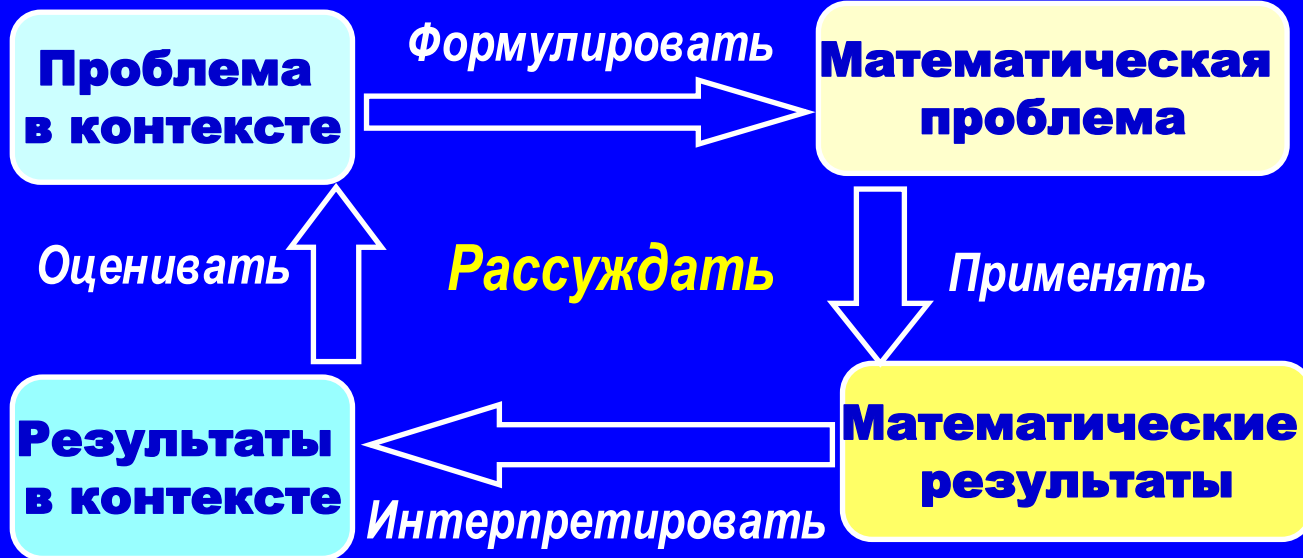 Проблема
в контексте
Формулировать
Математическая
проблема
Оценивать
Рассуждать
Применять
Результаты
в контексте
Интерпретировать
Математические
результаты